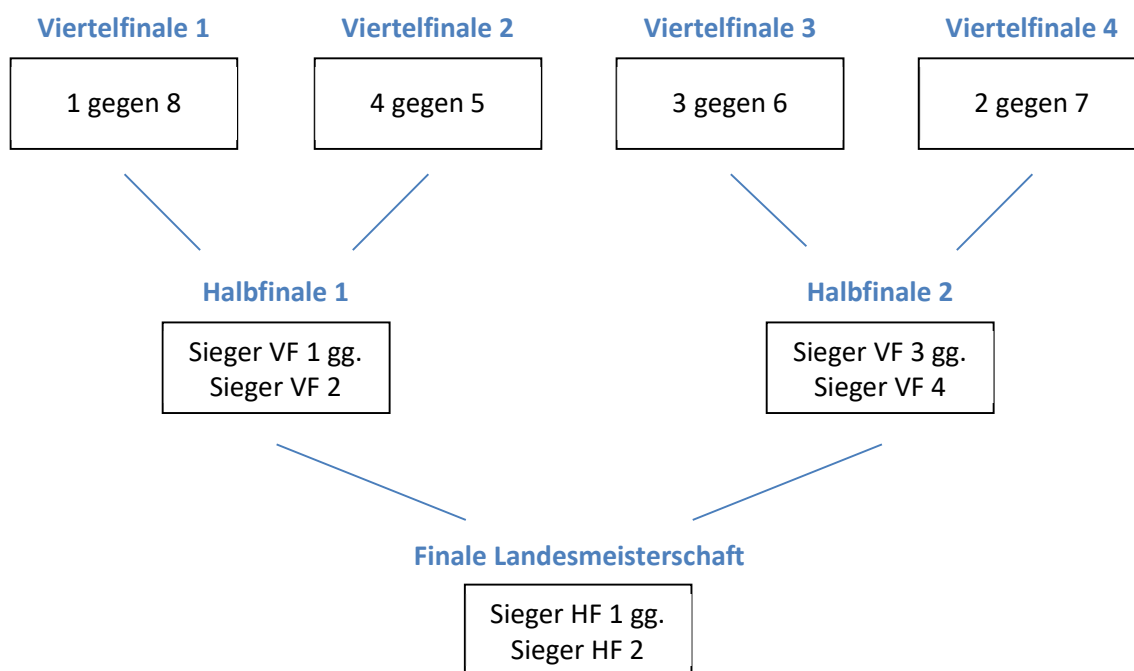 Viertelfinale 1
Viertelfinale 2
Viertelfinale 3
Viertelfinale 4
1 gegen 8
4 gegen 5
3 gegen 6
2 gegen 7
Halbfinale 1
Halbfinale 2
Sieger VF 1 gg.
Sieger VF 2
Sieger VF 3 gg.
Sieger VF 4
Finale Landesmeisterschaft
Sieger HF 1 gg.
Sieger HF 2